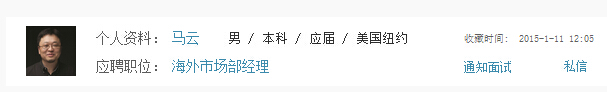 个人资料： 马云 男 / 本科 / 应届 / 美国纽约 收藏时间： 2015-1-11 12:05
应聘职位： 海外市场部经理 通知面试 私信